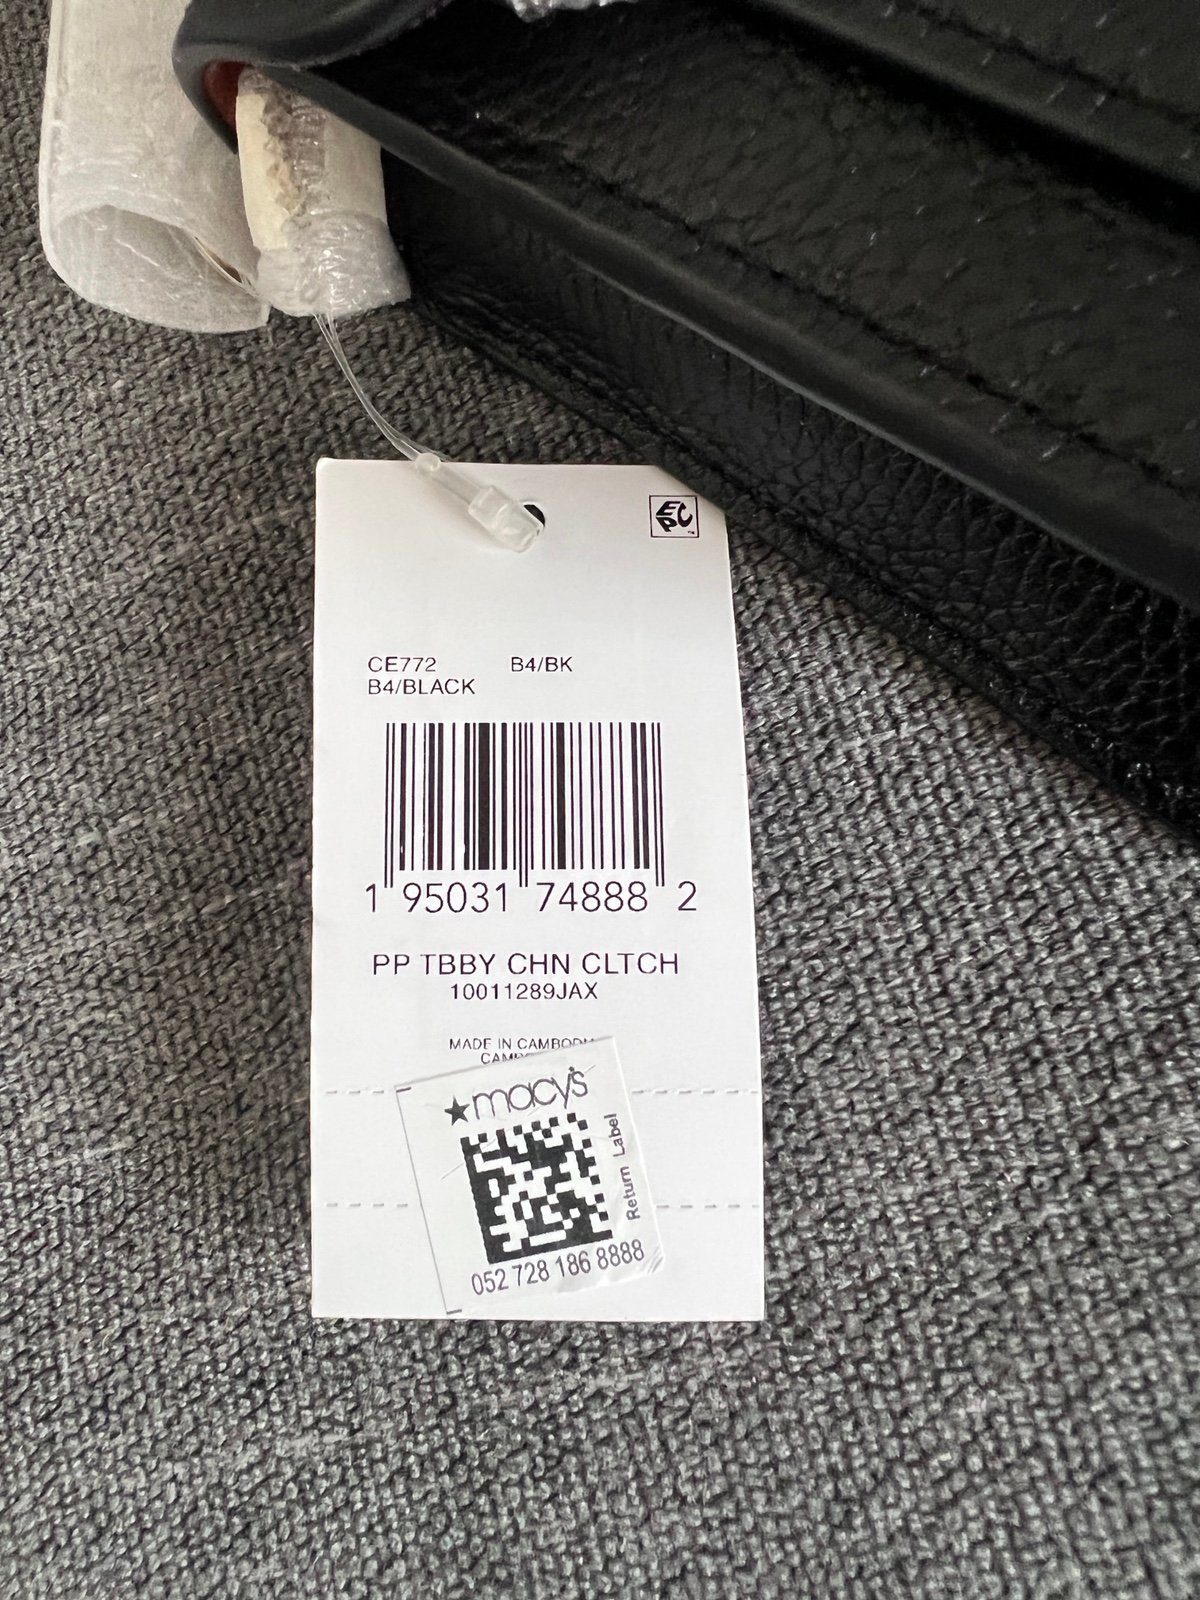 EPC
CE772 B4/BK
B4/BLACK
1 95031 74888 2
PP TBBY CHN CLTCH
10011289JAX
MADE IN
macy's
Return Label
052 728 186 8888